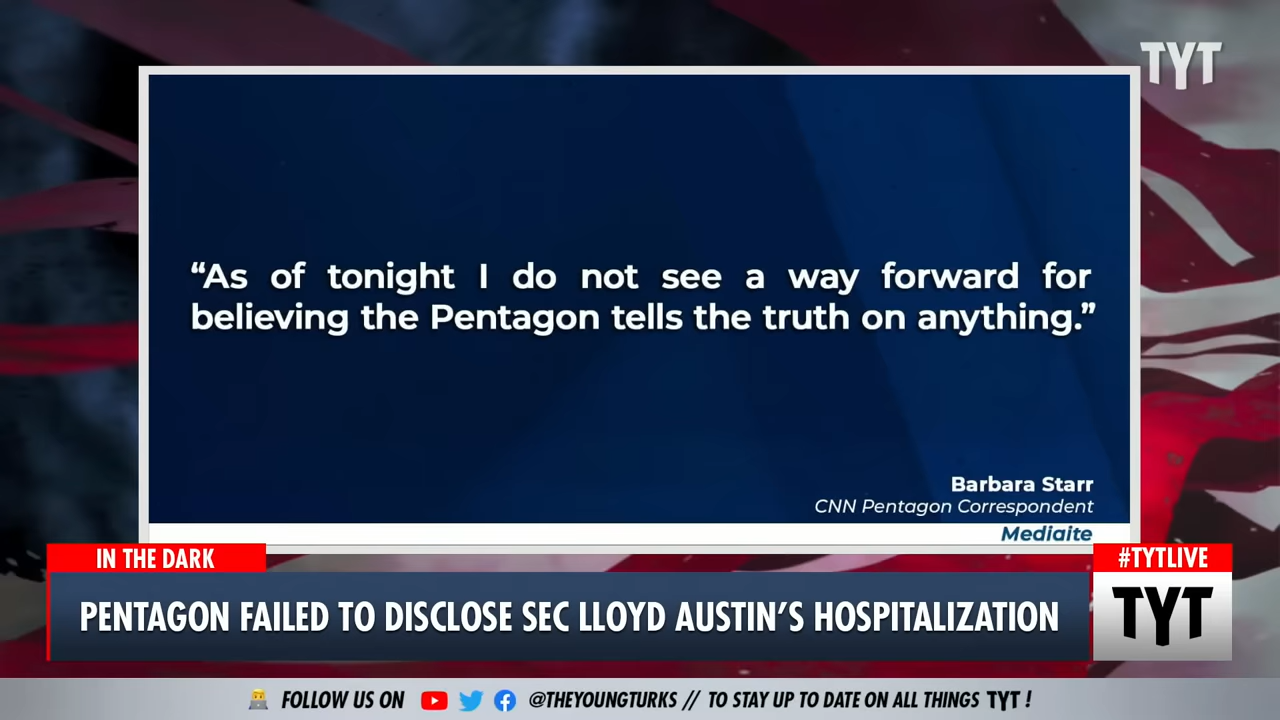 TYT
“As of tonight I do not see a way forward for
believing the Pentagon tells the truth on anything.”
Barbara Starr
CNN Pentagon Correspondent
Mediaite
IN THE DARK
#TYTLIVE
PENTAGON FAILED TO DISCLOSE SEC LLOYD AUSTIN’S HOSPITALIZATION
TYT
FOLLOW US ON @THEYOUNGTURKS // TO STAY UP TO DATE ON ALL THINGS TYT !